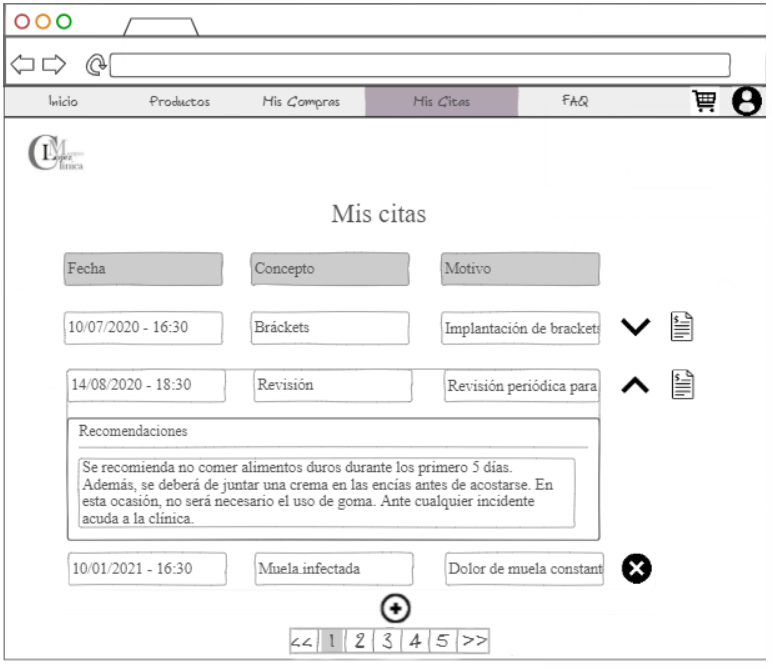 Inicio Productos Mis Compras Mis Citas FAQ
CLM
López
Clínica
Mis citas
Fecha Concepto Motivo
10/07/2020 - 16:30 Bráckets Implantación de brackets
14/08/2020 - 18:30 Revisión Revisión periódica para
Recomendaciones
Se recomienda no comer alimentos duros durante los primero 5 días.
Además, se deberá de juntar una crema en las encías antes de acostarse. En
esta ocasión, no será necesario el uso de goma. Ante cualquier incidente
acuda a la clínica.
10/01/2021 - 16:30 Muela infectada Dolor de muela constant
<< 1 2 3 4 5 >>